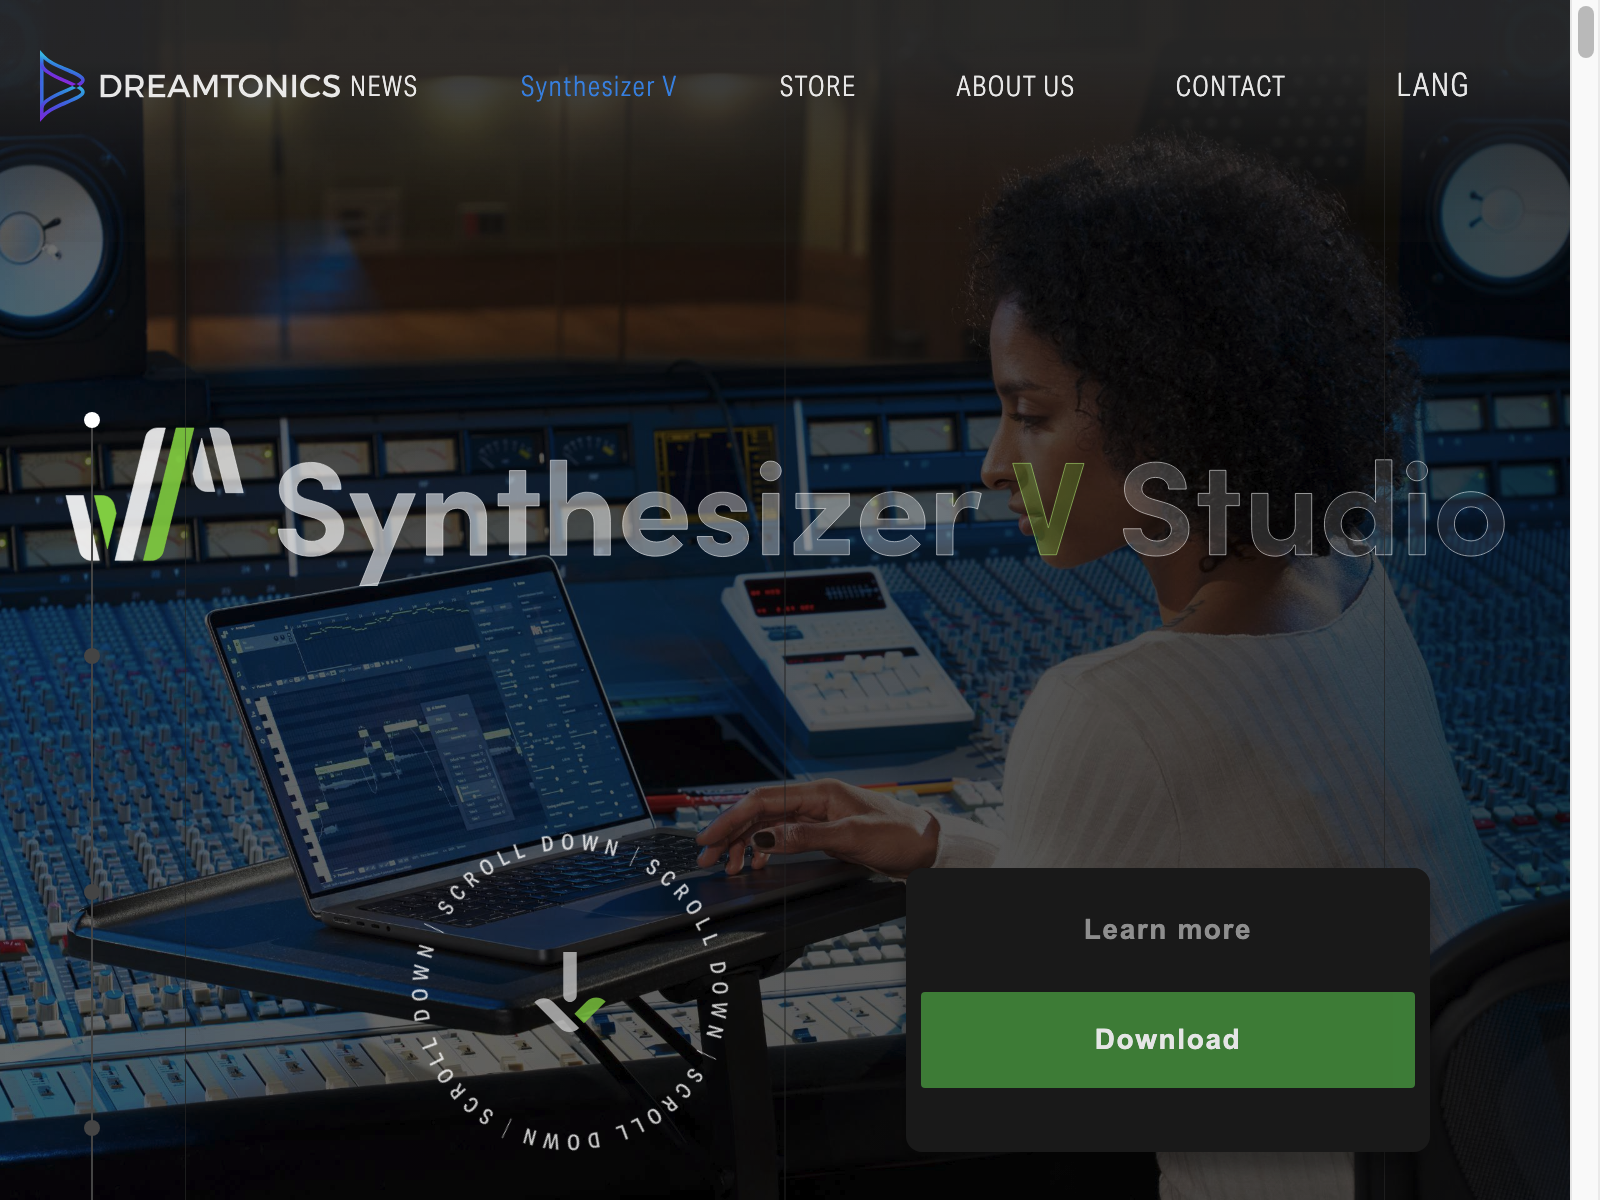 DREAMTONICS NEWS Synthesizer V STORE ABOUT US CONTACT LANG
Synthesizer V Studio
SCROLL DOWN / SCROLL DOWN / SCROLL DOWN / SCROLL DOWN /
Learn more
Download